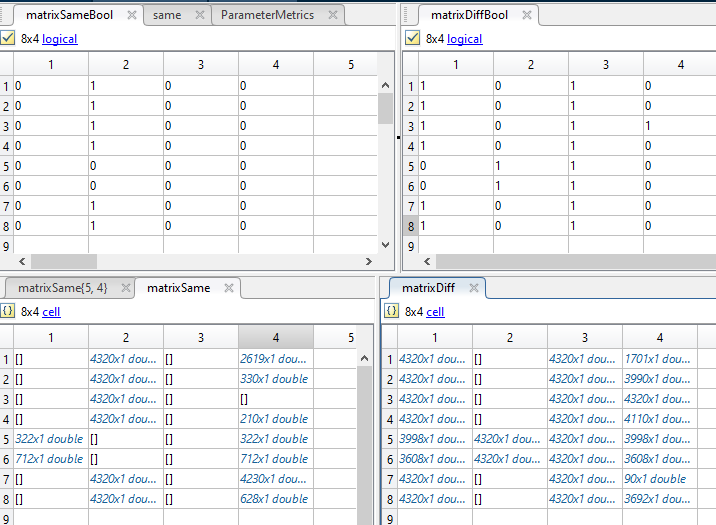 matrixSameBool same ParameterMetrics
8x4 logical
1 2 3 4 5
1 0 1 0 0
2 0 1 0 0
3 0 1 0 0
4 0 1 0 0
5 0 0 0 0
6 0 0 0 0
7 0 1 0 0
8 0 1 0 0
9
matrixDiffBool
8x4 logical
1 2 3 4
1 1 0 1 0
2 1 0 1 0
3 1 0 1 1
4 1 0 1 0
5 0 1 1 0
6 0 1 1 0
7 1 0 1 0
8 1 0 1 0
9
matrixSame{5, 4} matrixSame
{} 8x4 cell
1 2 3 4 5
1 [] 4320x1 dou... [] 2619x1 dou...
2 [] 4320x1 dou... [] 330x1 double
3 [] 4320x1 dou... [] []
4 [] 4320x1 dou... [] 210x1 double
5 322x1 double [] [] 322x1 double
6 712x1 double [] [] 712x1 double
7 [] 4320x1 dou... [] 4230x1 dou...
8 [] 4320x1 dou... [] 628x1 double
9
matrixDiff
{} 8x4 cell
1 2 3 4
1 4320x1 dou... [] 4320x1 dou... 1701x1 dou...
2 4320x1 dou... [] 4320x1 dou... 3990x1 dou...
3 4320x1 dou... [] 4320x1 dou... 4320x1 dou...
4 4320x1 dou... [] 4320x1 dou... 4110x1 dou...
5 3998x1 dou... 4320x1 dou... 4320x1 dou... 3998x1 dou...
6 3608x1 dou... 4320x1 dou... 4320x1 dou... 3608x1 dou...
7 4320x1 dou... [] 4320x1 dou... 90x1 double
8 4320x1 dou... [] 4320x1 dou... 3692x1 dou...
9